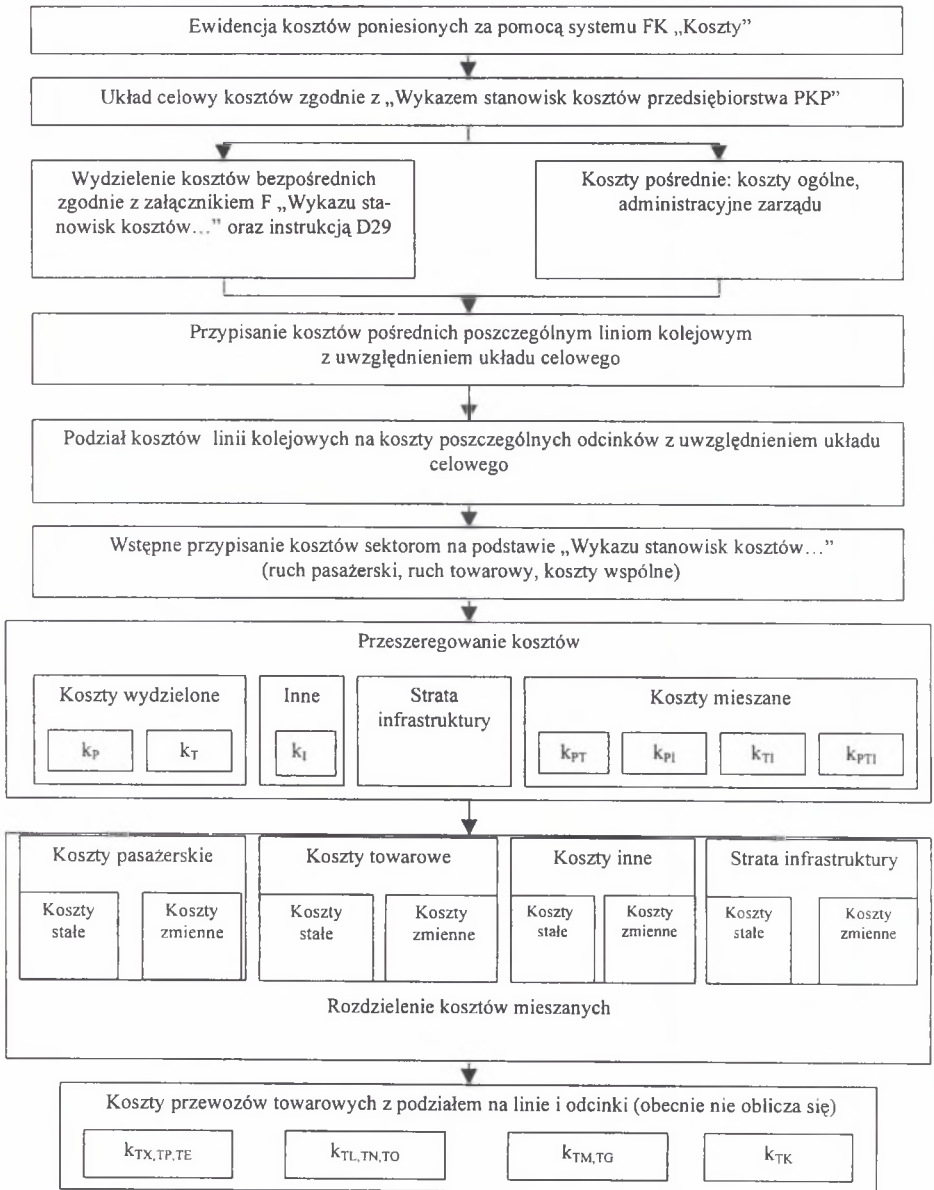 Ewidencja kosztów poniesionych za pomocą systemu FK „Koszty”
Układ celowy kosztów zgodnie z „Wykazem stanowisk kosztów przedsiębiorstwa PKP”
Wydzielenie kosztów bezpośrednich
zgodnie z załącznikiem F „Wykazu sta-
nowisk kosztów...” oraz instrukcją D29
Koszty pośrednie: koszty ogólne,
administracyjne zarządu
Przypisanie kosztów pośrednich poszczególnym liniom kolejowym
z uwzględnieniem układu celowego
Podział kosztów linii kolejowych na koszty poszczególnych odcinków z uwzględnieniem układu
celowego
Wstępne przypisanie kosztów sektorom na podstawie „Wykazu stanowisk kosztów...”
(ruch pasażerski, ruch towarowy, koszty wspólne)
Przeszeregowanie kosztów
Koszty wydzielone
kP
kT
Inne
kI
Strata
infrastruktury
Koszty mieszane
kPT
kPI
kTI
kPTI
Koszty pasażerskie
Koszty
stałe
Koszty
zmienne
Koszty towarowe
Koszty
stałe
Koszty
zmienne
Koszty inne
Koszty
stałe
Koszty
zmienne
Strata infrastruktury
Koszty
stałe
Koszty
zmienne
Rozdzielenie kosztów mieszanych
Koszty przewozów towarowych z podziałem na linie i odcinki (obecnie nie oblicza się)
kTX,TP,TE
kTL,TN,TO
kTM,TG
kTK